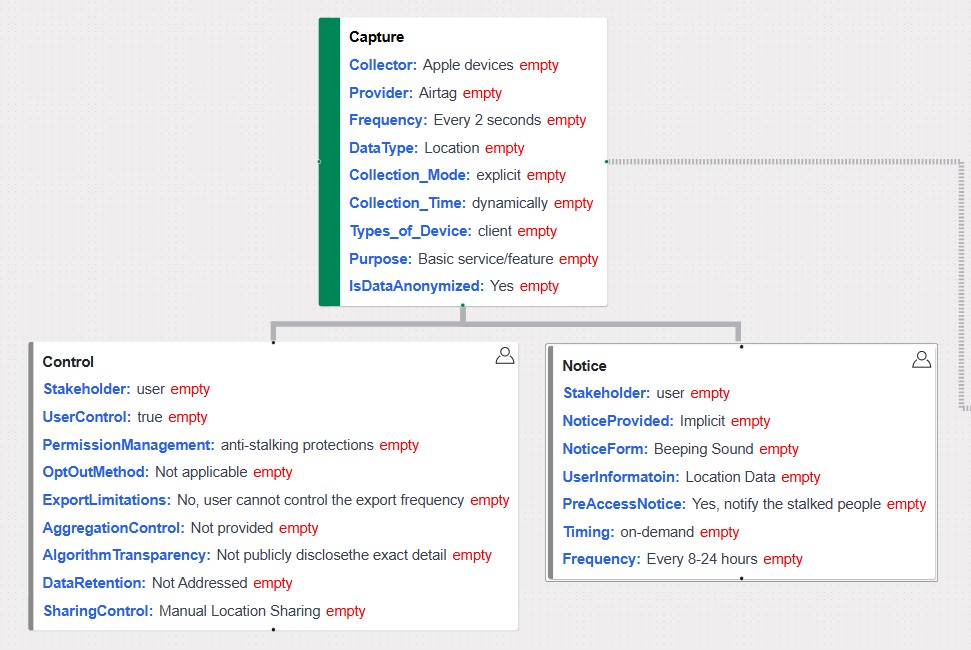 Capture
Collector: Apple devices empty
Provider: Airtag empty
Frequency: Every 2 seconds empty
DataType: Location empty
Collection_Mode: explicit empty
Collection_Time: dynamically empty
Types_of_Device: client empty
Purpose: Basic service/feature empty
IsDataAnonymized: Yes empty
Control
Stakeholder: user empty
UserControl: true empty
PermissionManagement: anti-stalking protections empty
OptOutMethod: Not applicable empty
ExportLimitations: No, user cannot control the export frequency empty
AggregationControl: Not provided empty
AlgorithmTransparency: Not publicly disclosethe exact detail empty
DataRetention: Not Addressed empty
SharingControl: Manual Location Sharing empty
Notice
Stakeholder: user empty
NoticeProvided: Implicit empty
NoticeForm: Beeping Sound empty
UserInformatoin: Location Data empty
PreAccessNotice: Yes, notify the stalked people empty
Timing: on-demand empty
Frequency: Every 8-24 hours empty